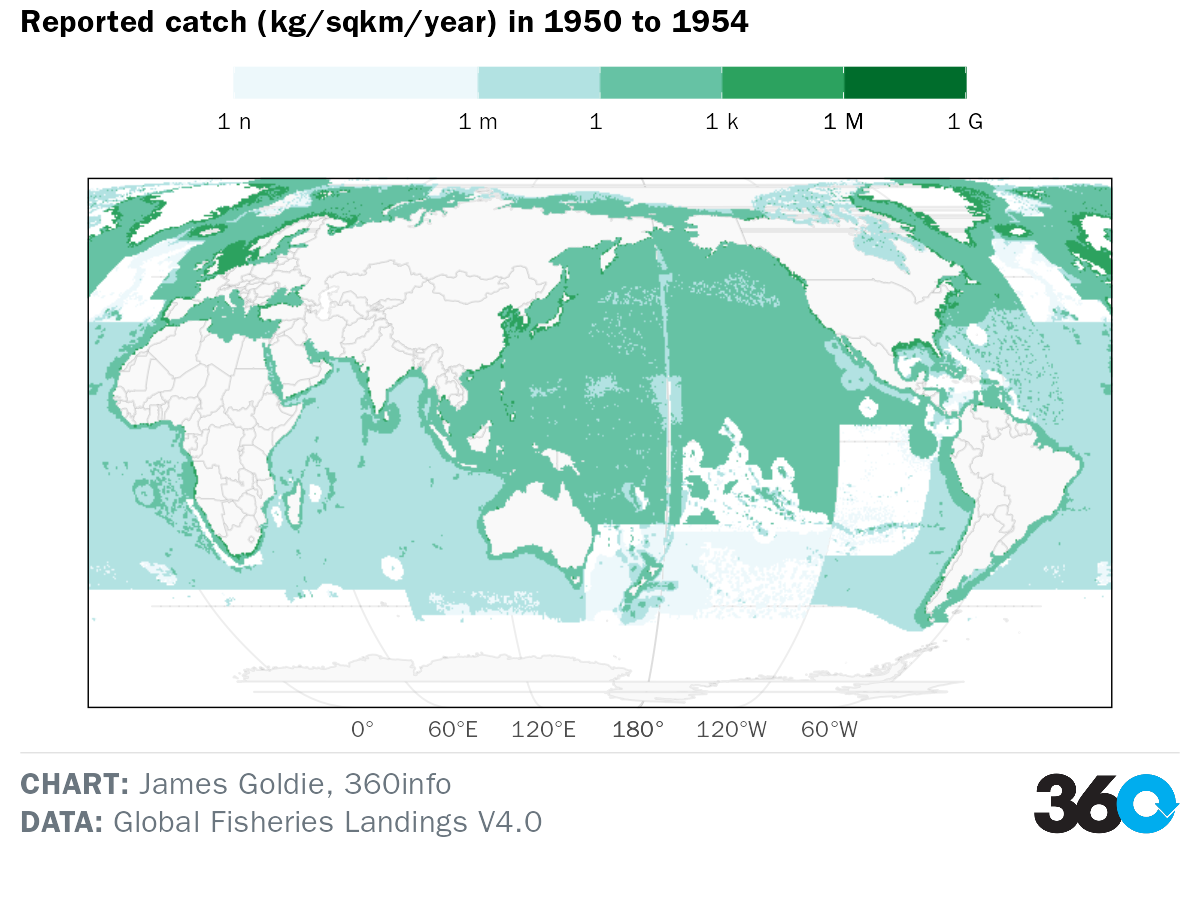 Reported catch (kg/sqkm/year) in 1950 to 1954
1 n 1 m 1 1 k 1 M 1 G
0° 60°E 120°E 180° 120°W 60°W
CHART: James Goldie, 360info
DATA: Global Fisheries Landings V4.0
360